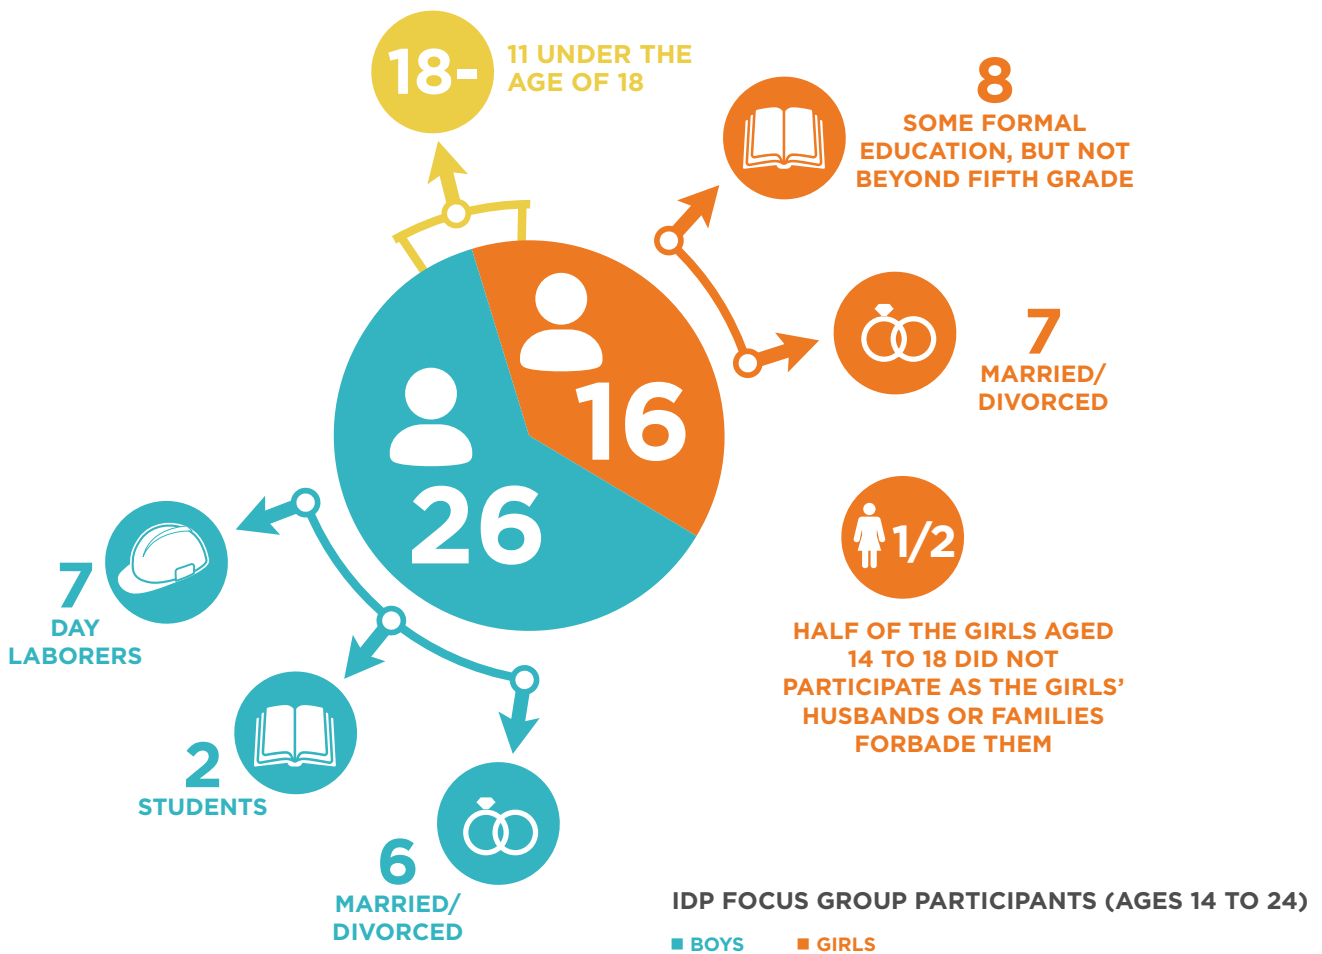 18-
11 UNDER THE
AGE OF 18
8
SOME FORMAL
EDUCATION, BUT NOT
BEYOND FIFTH GRADE
7
MARRIED/
DIVORCED
16
26
1/2
HALF OF THE GIRLS AGED
14 TO 18 DID NOT
PARTICIPATE AS THE GIRLS’
HUSBANDS OR FAMILIES
FORBADE THEM
7
DAY
LABORERS
2
STUDENTS
6
MARRIED/
DIVORCED
IDP FOCUS GROUP PARTICIPANTS (AGES 14 TO 24)
BOYS GIRLS